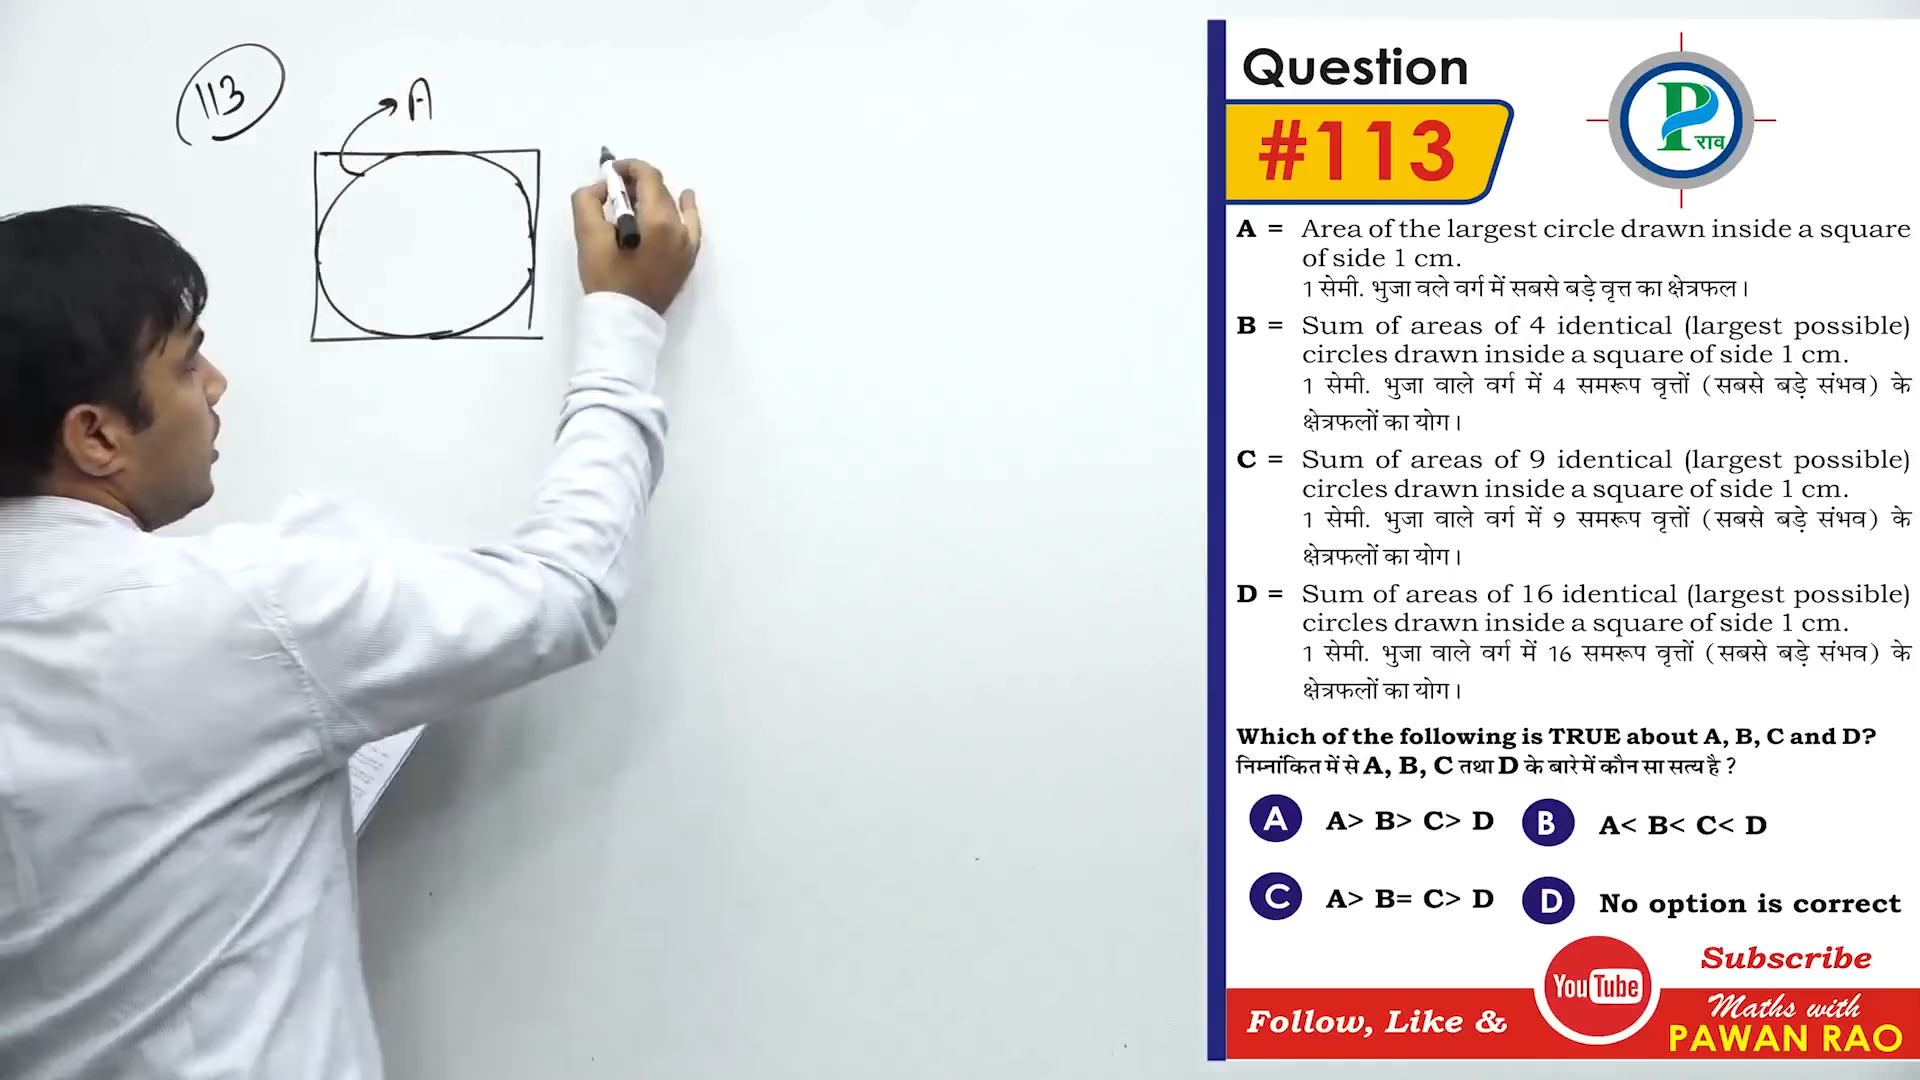 113
A
Question
#113
राव
A = Area of the largest circle drawn inside a square
of side 1 cm.
1 सेमी. भुजा वले वर्ग में सबसे बड़े वृत्त का क्षेत्रफल।
B = Sum of areas of 4 identical (largest possible)
circles drawn inside a square of side 1 cm.
1 सेमी. भुजा वाले वर्ग में 4 समरूप वृत्तों (सबसे बड़े संभव) के
क्षेत्रफलों का योग।
C = Sum of areas of 9 identical (largest possible)
circles drawn inside a square of side 1 cm.
1 सेमी. भुजा वाले वर्ग में 9 समरूप वृत्तों (सबसे बड़े संभव) के
क्षेत्रफलों का योग।
D = Sum of areas of 16 identical (largest possible)
circles drawn inside a square of side 1 cm.
1 सेमी. भुजा वाले वर्ग में 16 समरूप वृत्तों (सबसे बड़े संभव) के
क्षेत्रफलों का योग।
Which of the following is TRUE about A, B, C and D?
निम्नांकित में से A, B, C तथा D के बारे में कौन सा सत्य है ?
A A> B> C> D B A< B< C< D
C A> B= C> D D No option is correct
Follow, Like & YouTube Subscribe
Maths with
PAWAN RAO